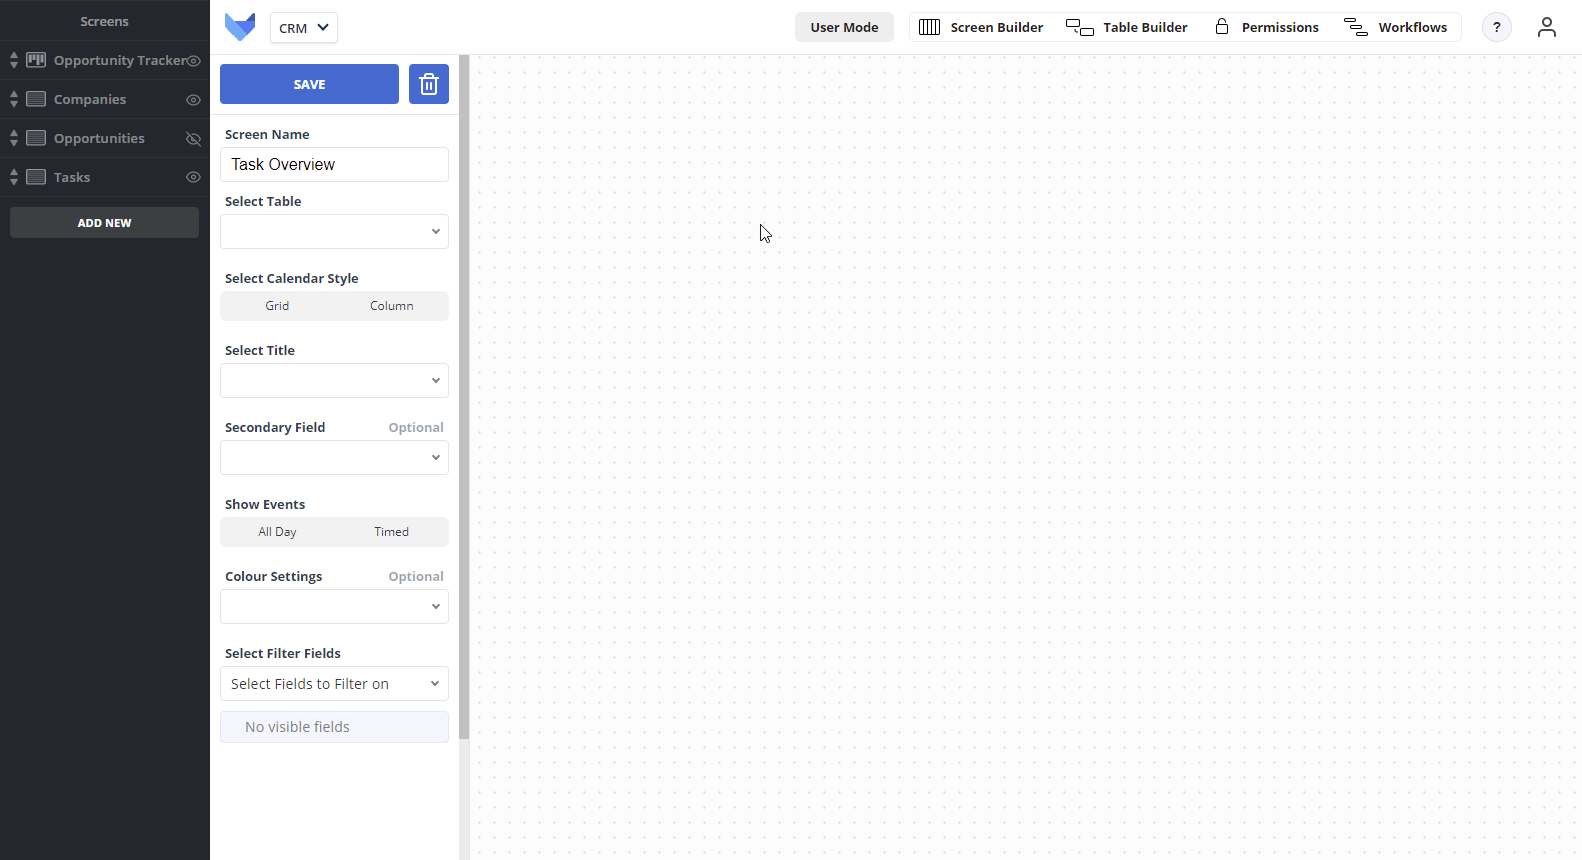 Screens
Opportunity Tracker
Companies
Opportunities
Tasks
ADD NEW
CRM
User Mode
Screen Builder
Table Builder
Permissions
Workflows
?
SAVE
Screen Name
Task Overview
Select Table
Select Calendar Style
Grid Column
Select Title
Secondary Field Optional
Show Events
All Day Timed
Colour Settings Optional
Select Filter Fields
Select Fields to Filter on
No visible fields